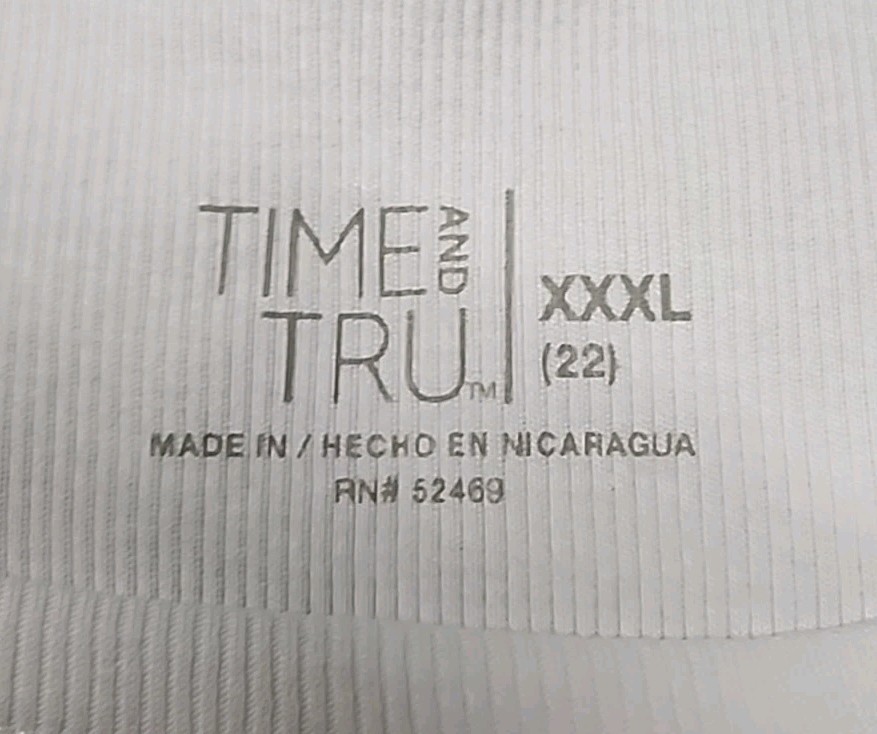 TIME AND
TRU™
XXXL
(22)
MADE IN / HECHO EN NICARAGUA
RN# 52469